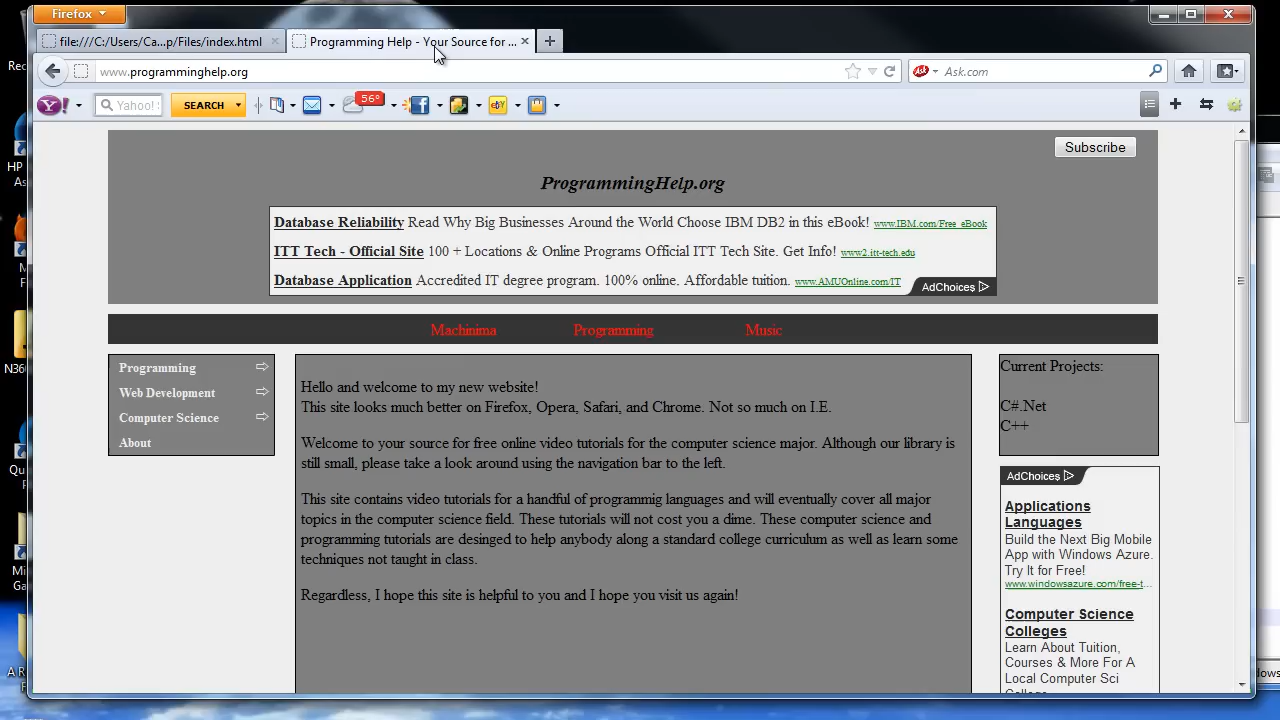 Firefox
file:///C:/Users/Ca...p/Files/index.html
Programming Help - Your Source for ...
www.programminghelp.org
Ask.com
Yahoo!
SEARCH
56°
Subscribe
ProgrammingHelp.org
Database Reliability Read Why Big Businesses Around the World Choose IBM DB2 in this eBook! www.IBM.com/Free_eBook
ITT Tech - Official Site 100 + Locations & Online Programs Official ITT Tech Site. Get Info! www2.itt-tech.edu
Database Application Accredited IT degree program. 100% online. Affordable tuition. www.AMUOnline.com/IT
AdChoices
Machinima Programming Music
Programming
Web Development
Computer Science
About
Hello and welcome to my new website!
This site looks much better on Firefox, Opera, Safari, and Chrome. Not so much on I.E.
Welcome to your source for free online video tutorials for the computer science major. Although our library is
still small, please take a look around using the navigation bar to the left.
This site contains video tutorials for a handful of programmig languages and will eventually cover all major
topics in the computer science field. These tutorials will not cost you a dime. These computer science and
programming tutorials are desinged to help anybody along a standard college curriculum as well as learn some
techniques not taught in class.
Regardless, I hope this site is helpful to you and I hope you visit us again!
Current Projects:
C#.Net
C++
AdChoices
Applications
Languages
Build the Next Big Mobile
App with Windows Azure.
Try It for Free!
www.windowsazure.com/free-t...
Computer Science
Colleges
Learn About Tuition,
Courses & More For A
Local Computer Sci
HP